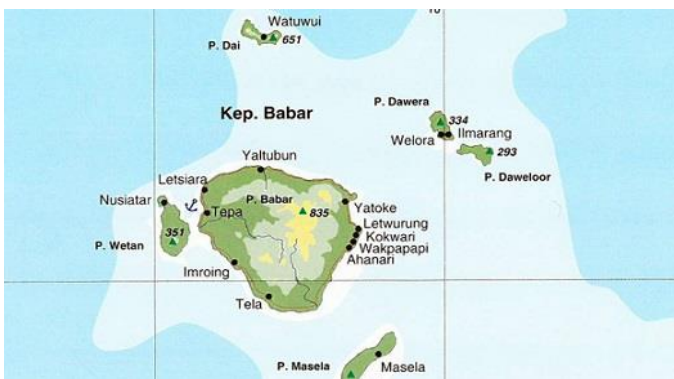 Watuwui
651
P. Dai
P. Dawera
Kep. Babar
334
Welora
Ilmarang
293
P. Daweloor
Yaltubun
Letsiara
Nusiatar
P. Babar
Yatoke
Tepa
835
Letwurung
Kokwari
Wakpapapi
Ahanari
351
P. Wetan
Imroing
Tela
P. Masela
Masela